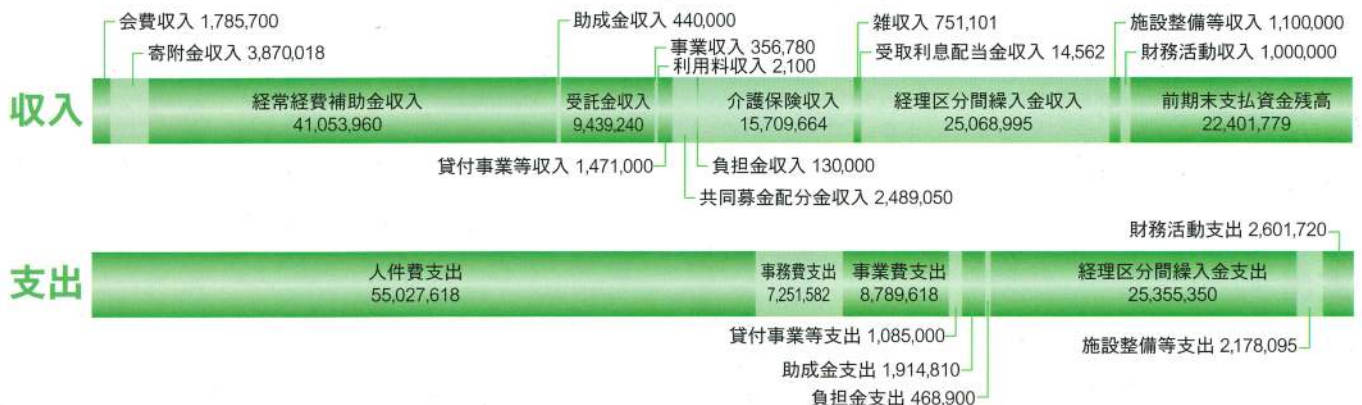 会費収入 1,785,700
寄附金収入 3,870,018
助成金収入 440,000
事業収入 356,780
利用料収入 2,100
雑収入 751,101
受取利息配当金収入 14,562
施設整備等収入 1,100,000
財務活動収入 1,000,000
収入
経常経費補助金収入
41,053,960
受託金収入
9,439,240
介護保険収入
15,709,664
経理区分間繰入金収入
25,068,995
前期末支払資金残高
22,401,779
貸付事業等収入 1,471,000
負担金収入 130,000
共同募金配分金収入 2,489,050
財務活動支出 2,601,720
支出
人件費支出
55,027,618
事務費支出
7,251,582
事業費支出
8,789,618
経理区分間繰入金支出
25,355,350
貸付事業等支出 1,085,000
施設整備等支出 2,178,095
助成金支出 1,914,810
負担金支出 468,900